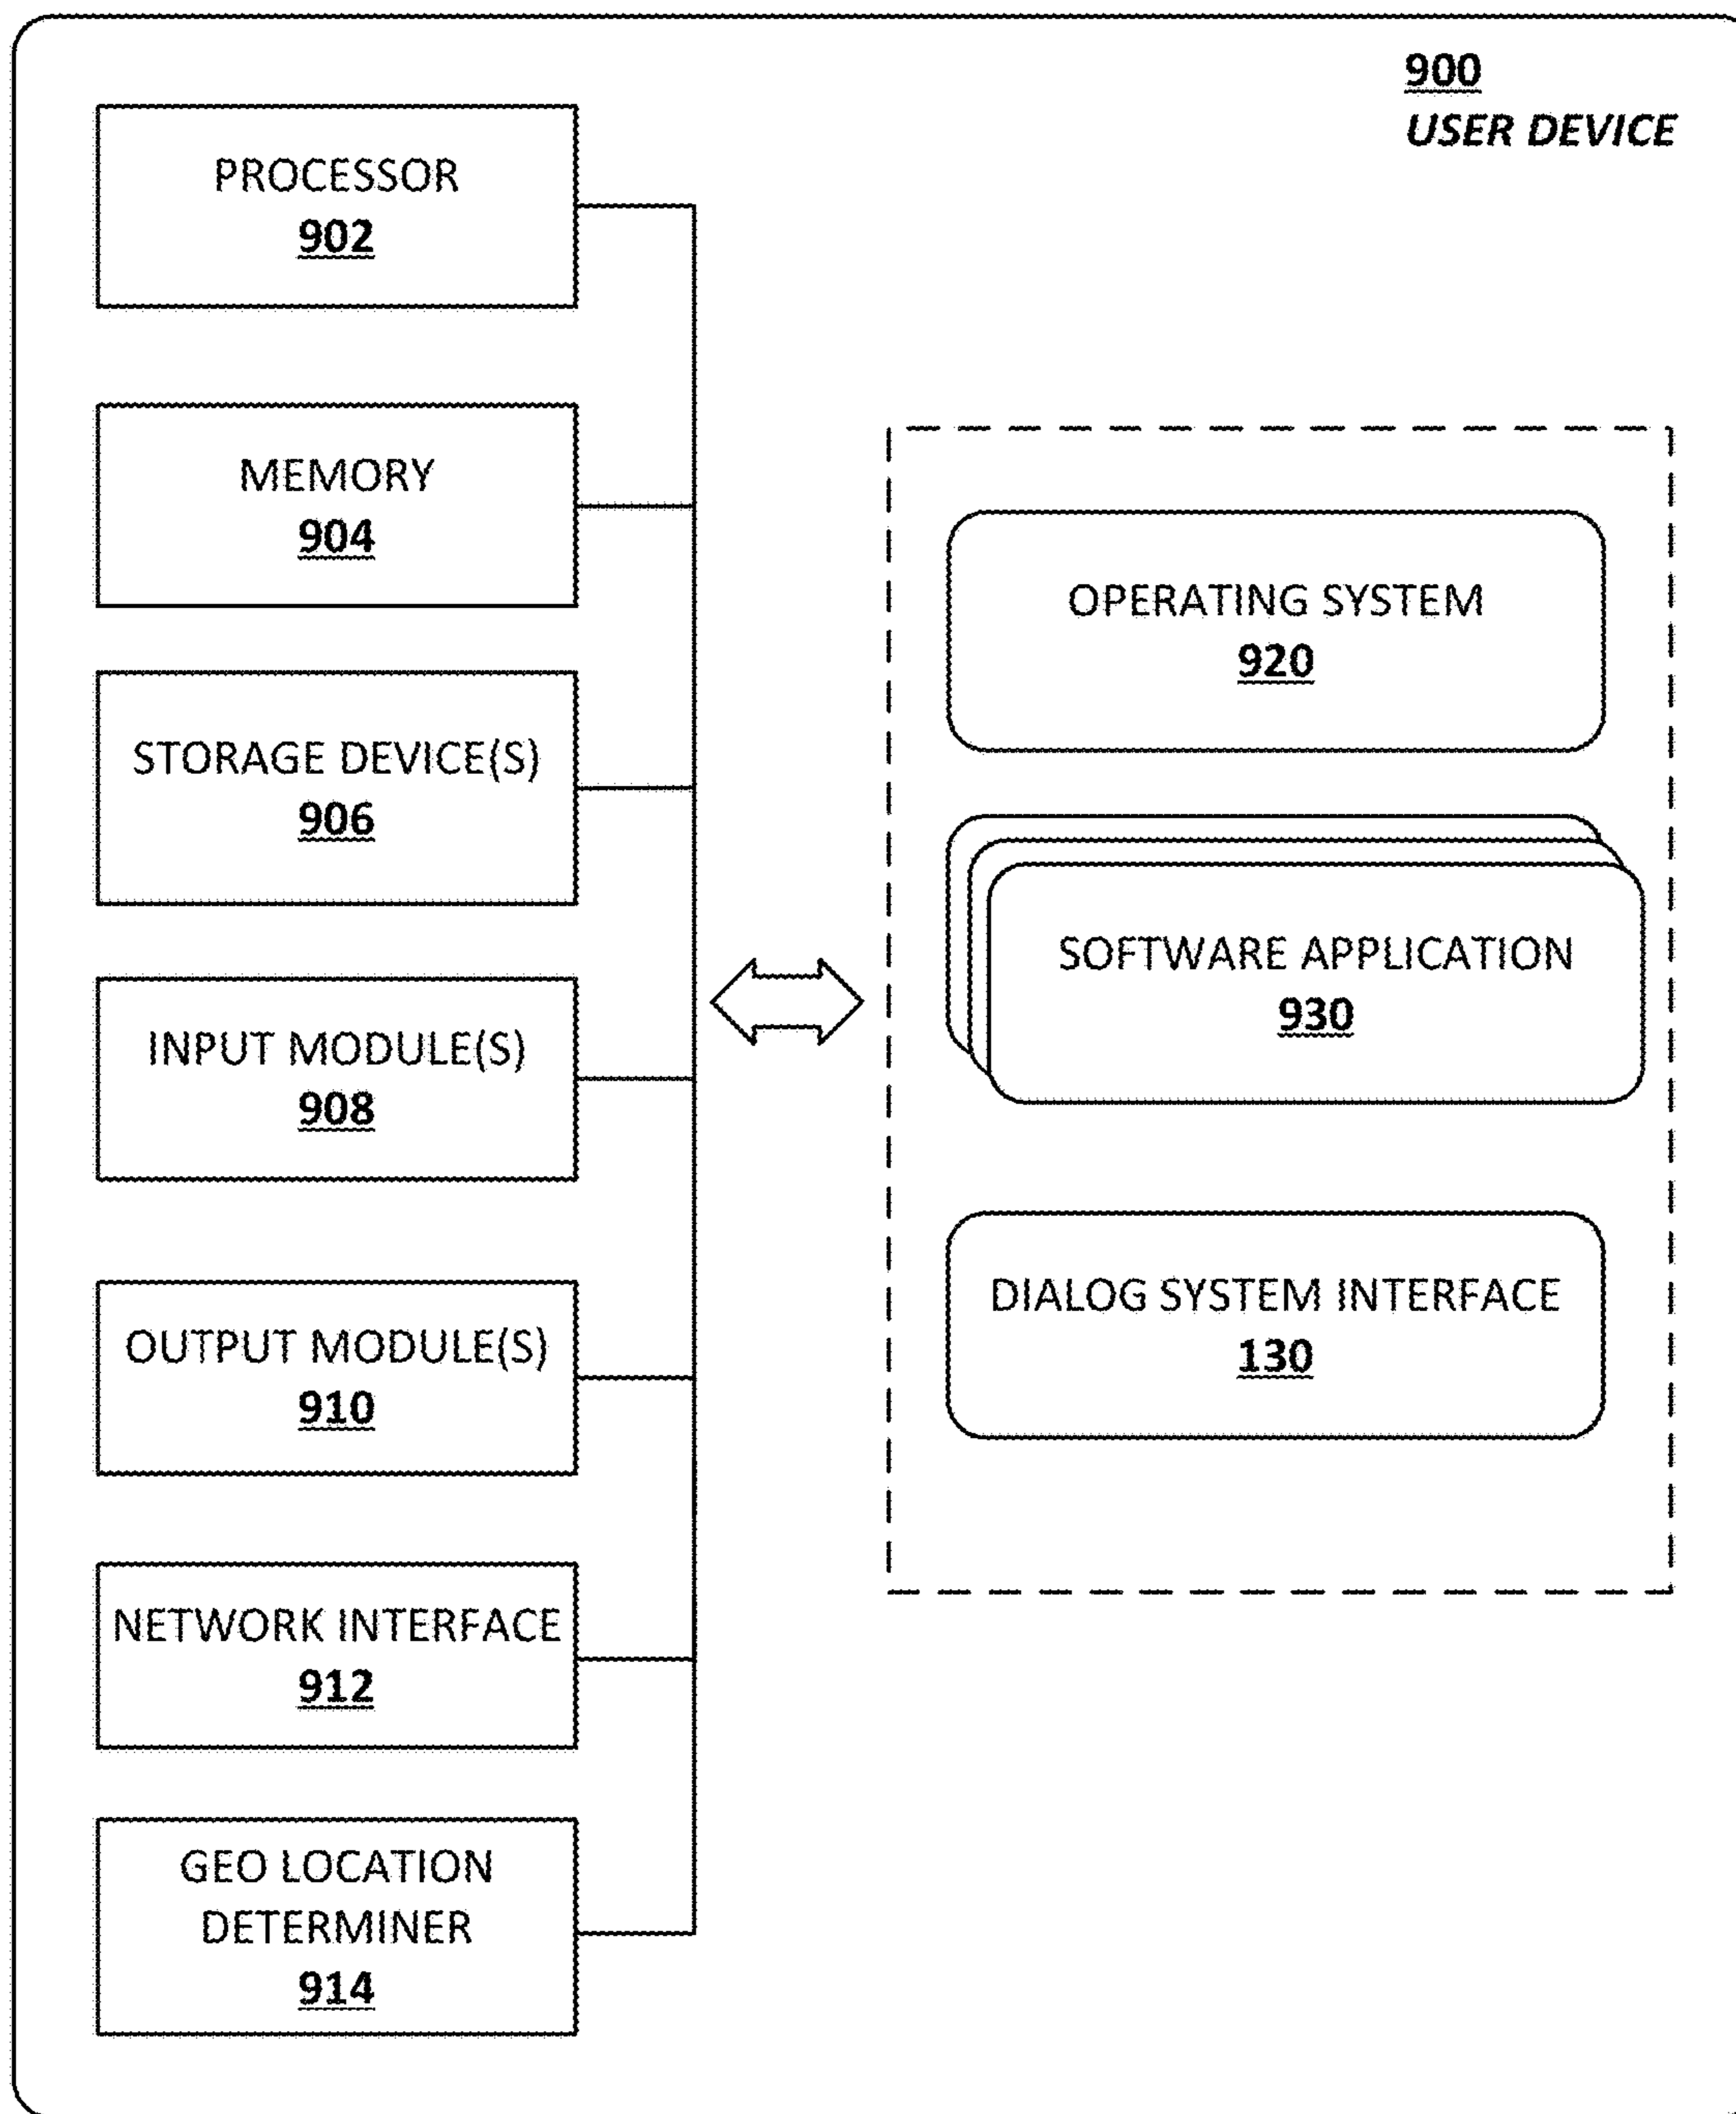 900
USER DEVICE
PROCESSOR
902
MEMORY
904
STORAGE DEVICE(S)
906
INPUT MODULE(S)
908
OUTPUT MODULE(S)
910
NETWORK INTERFACE
912
GEO LOCATION
DETERMINER
914
OPERATING SYSTEM
920
SOFTWARE APPLICATION
930
DIALOG SYSTEM INTERFACE
130